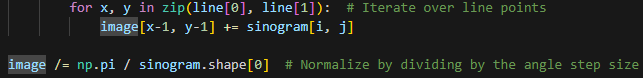 for x, y in zip(line[0], line[1]):  # Iterate over line points
image[x-1, y-1] += sinogram[i, j]
image /= np.pi / sinogram.shape[0]  # Normalize by dividing by the angle step size